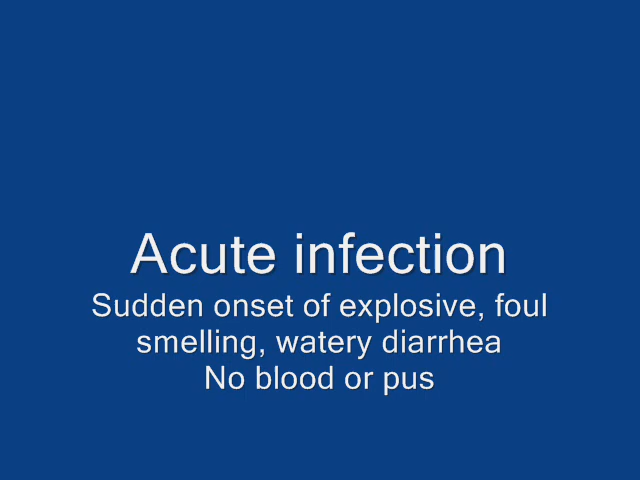 Acute infection
Sudden onset of explosive, foul
smelling, watery diarrhea
No blood or pus